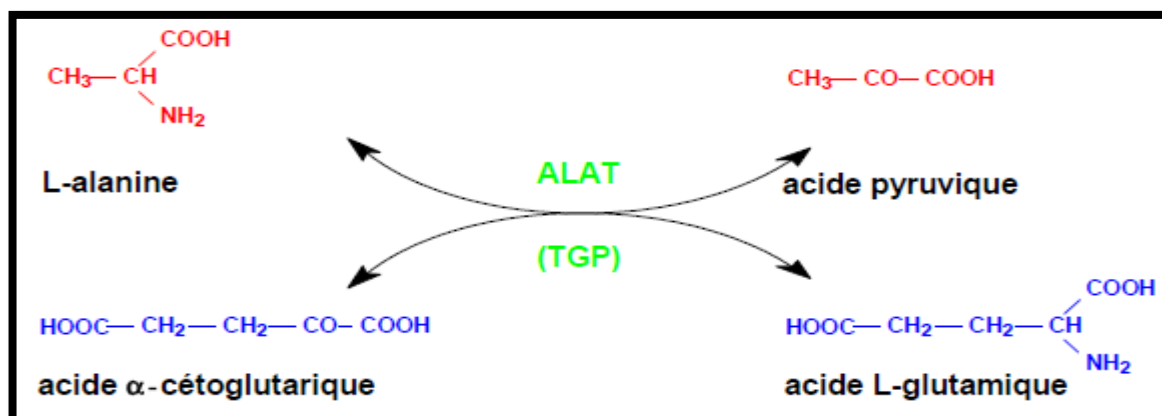 COOH
CH3— CH
NH2
L-alanine
CH3— CO— COOH
acide pyruvique
ALAT
(TGP)
HOOC— CH2— CH2— CO– COOH
acide α-cétoglutarique
COOH
HOOC— CH2— CH2— CH
NH2
acide L-glutamique